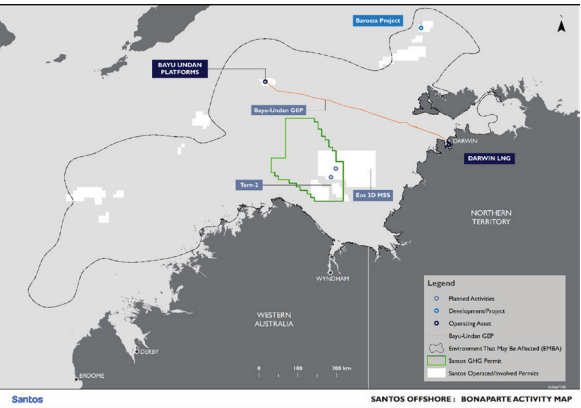 Barossa Project
BAYU UNDAN
PLATFORMS
Bayu-Undan GEP
DARWIN
DARWIN LNG
Tern-2
Eos 3D MSS
NORTHERN
TERRITORY
WYNDHAM
WESTERN
AUSTRALIA
DERBY
BROOME
0 100 200 km
Legend
Planned Activities
Development/Project
Operating Asset
Bayu-Undan GEP
Environment That May Be Affected (EMBA)
Santos GHG Permit
Santos Operated/Involved Permits
Santos
SANTOS OFFSHORE : BONAPARTE ACTIVITY MAP